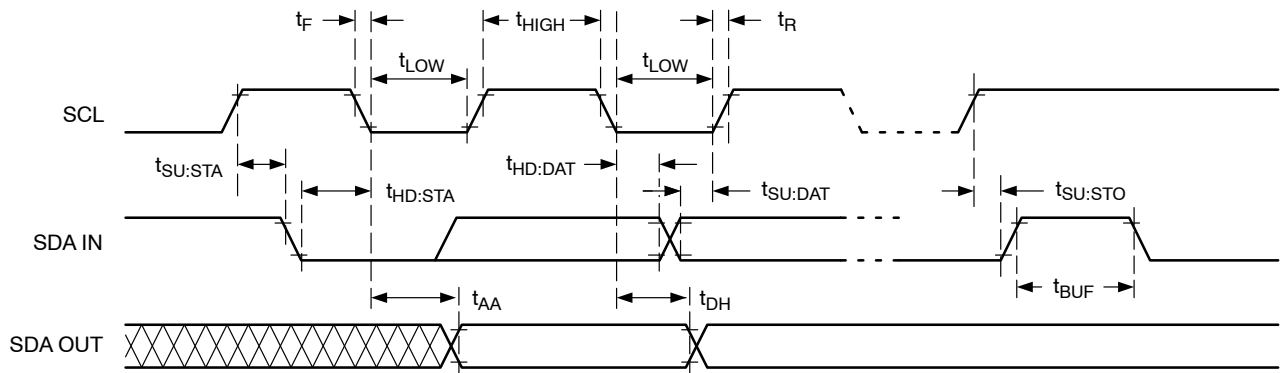 tF
tHIGH
tR
tLOW
tLOW
SCL
tSU:STA
tHD:STA
tHD:DAT
tSU:DAT
tSU:STO
SDA IN
tBUF
tAA
tDH
SDA OUT